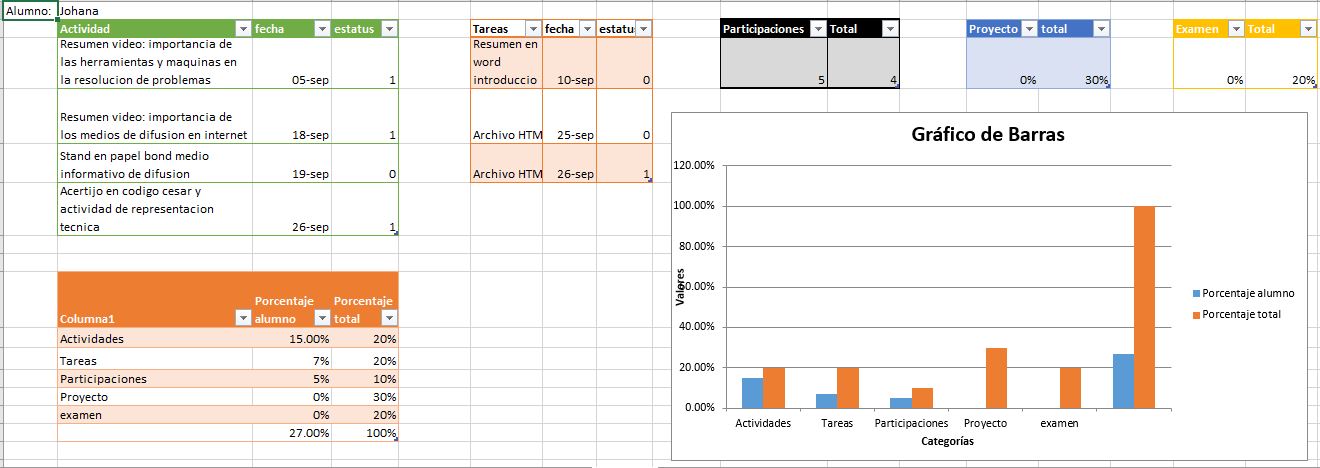 Alumno: Johana
Actividad fecha estatus
Resumen video: importancia de
las herramientas y maquinas en
la resolucion de problemas 05-sep 1
Resumen video: importancia de
los medios de difusion en internet 18-sep 1
Stand en papel bond medio
informativo de difusion 19-sep 0
Acertijo en codigo cesar y
actividad de representacion
tecnica 26-sep 1
Tareas fecha estatu
Resumen en
word
introduccio 10-sep 0
Archivo HTM 25-sep 0
Archivo HTM 26-sep 1
Participaciones Total
5 4
Proyecto total
0% 30%
Examen Total
0% 20%
Columna1 Porcentaje alumno Porcentaje total
Actividades 15.00% 20%
Tareas 7% 20%
Participaciones 5% 10%
Proyecto 0% 30%
examen 0% 20%
27.00% 100%
Gráfico de Barras
120.00%
100.00%
80.00%
60.00%
40.00%
20.00%
0.00%
Valores
Actividades Tareas Participaciones Proyecto examen
Categorías
Porcentaje alumno
Porcentaje total